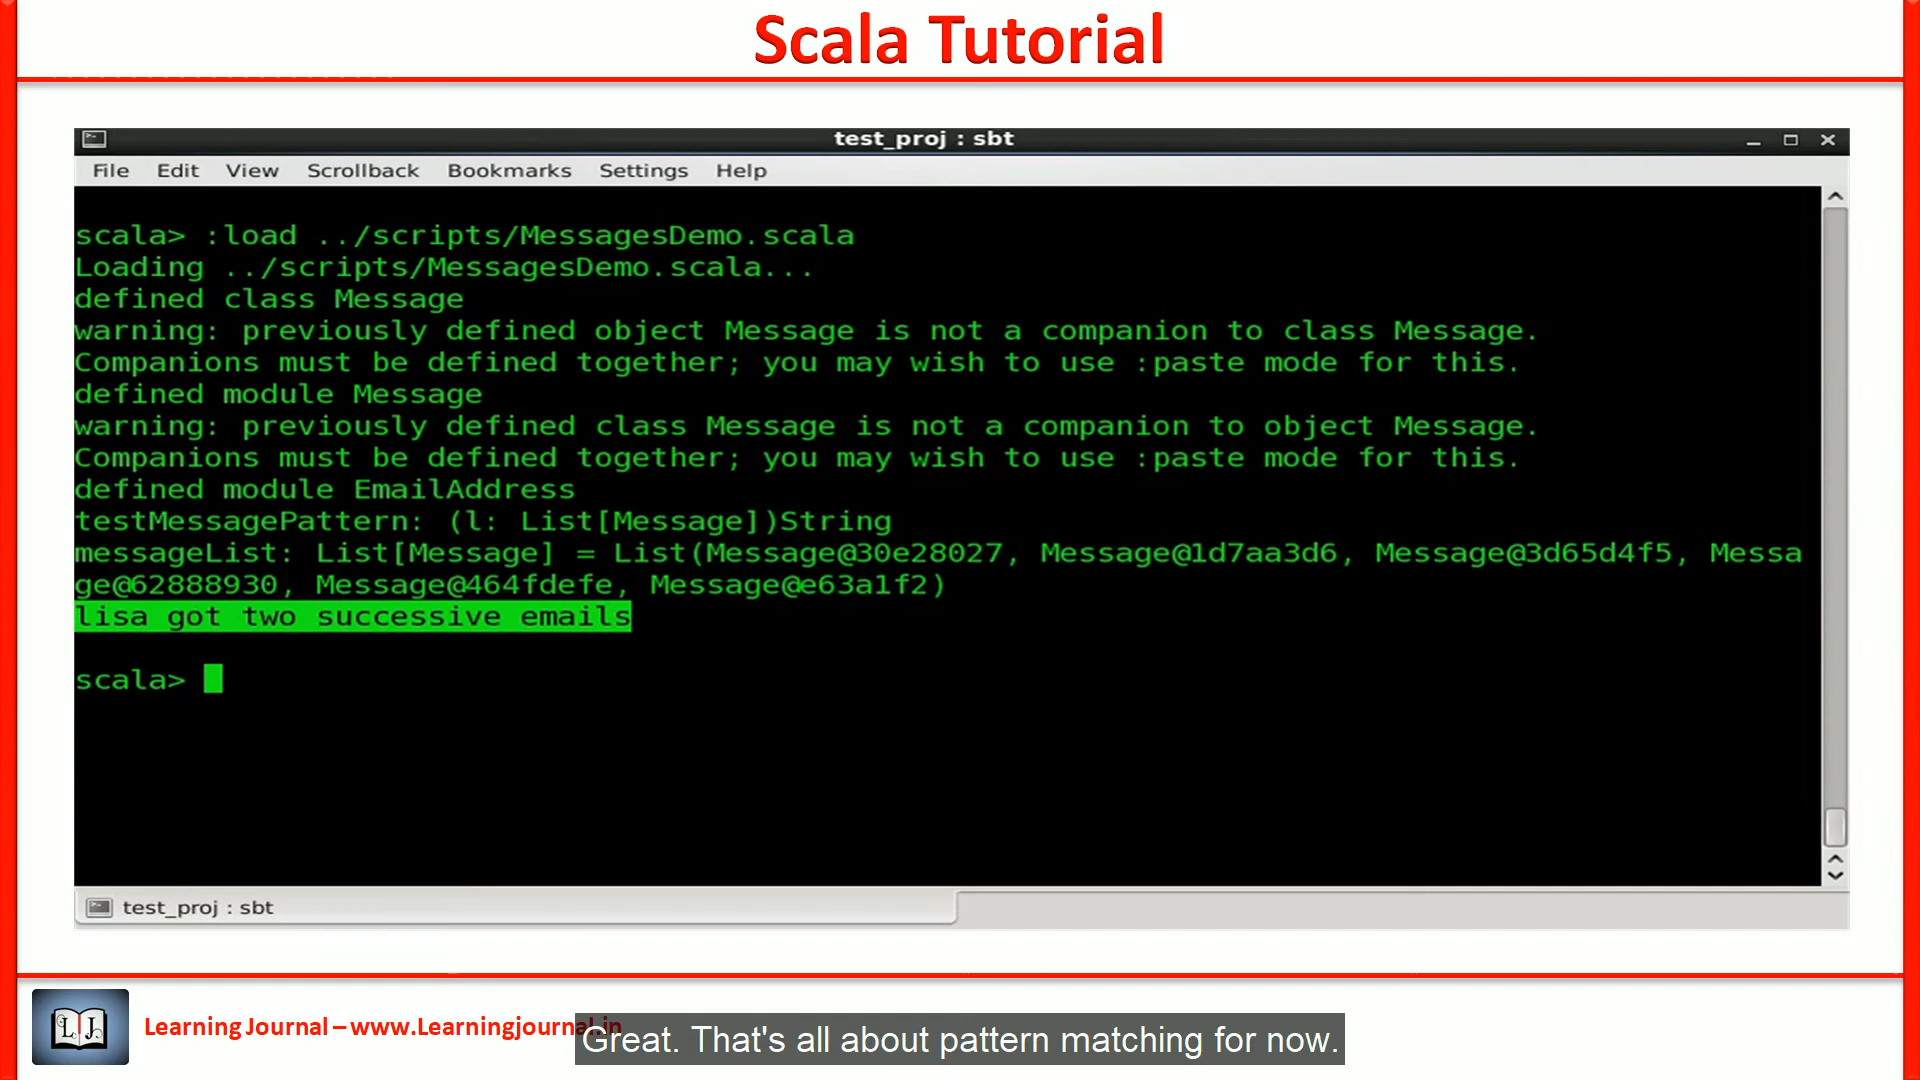 Scala Tutorial
test_proj : sbt
File Edit View Scrollback Bookmarks Settings Help
scala> :load ../scripts/MessagesDemo.scala
Loading ../scripts/MessagesDemo.scala...
defined class Message
warning: previously defined object Message is not a companion to class Message.
Companions must be defined together; you may wish to use :paste mode for this.
defined module Message
warning: previously defined class Message is not a companion to object Message.
Companions must be defined together; you may wish to use :paste mode for this.
defined module EmailAddress
testMessagePattern: (l: List[Message])String
messageList: List[Message] = List(Message@30e28027, Message@1d7aa3d6, Message@3d65d4f5, Messa
ge@62888930, Message@464fdefe, Message@e63a1f2)
lisa got two successive emails
scala>
test_proj : sbt
LJ
Learning Journal – www.Learningjournal.in
Great. That's all about pattern matching for now.